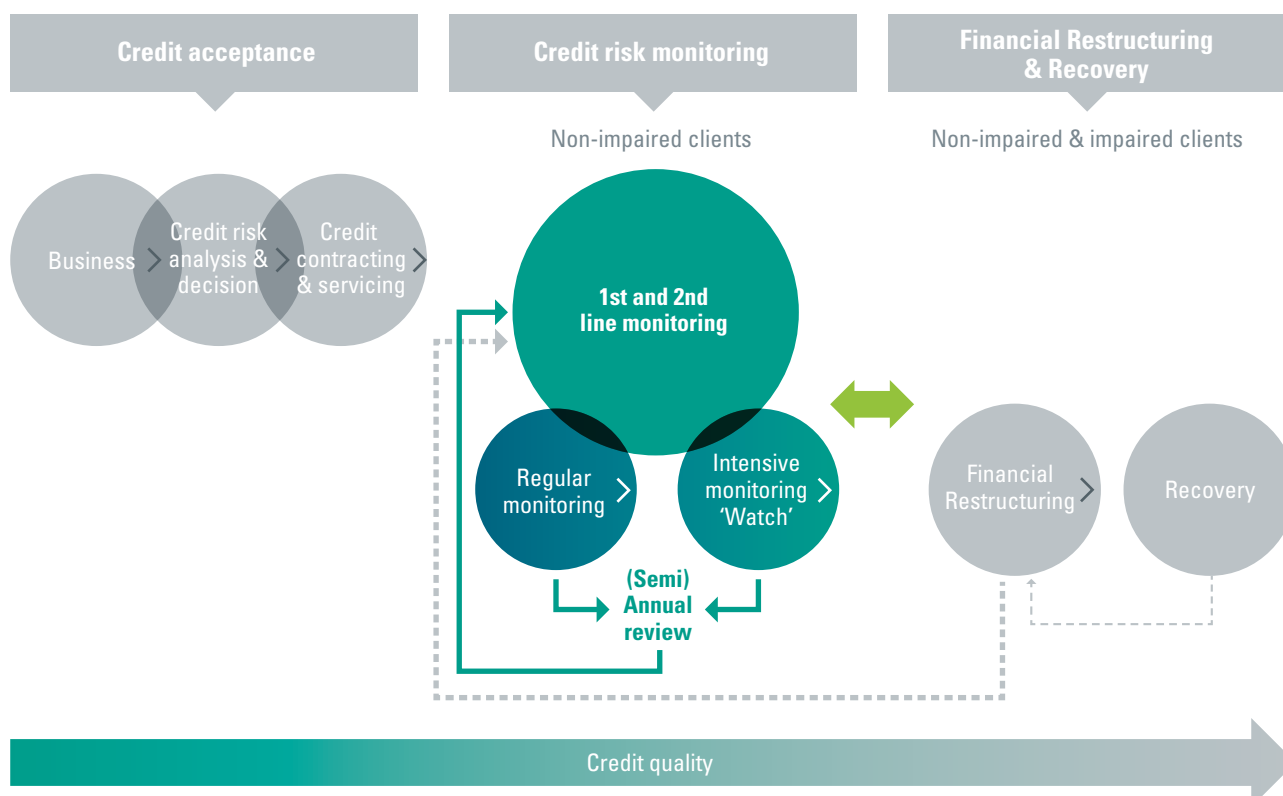 Credit acceptance
Credit risk monitoring
Financial Restructuring
& Recovery
Non-impaired clients
Non-impaired & impaired clients
Business
Credit risk
analysis &
decision
Credit
contracting
& servicing
1st and 2nd
line monitoring
Regular
monitoring
Intensive
monitoring
‘Watch’
Financial
Restructuring
Recovery
(Semi)
Annual
review
Credit quality